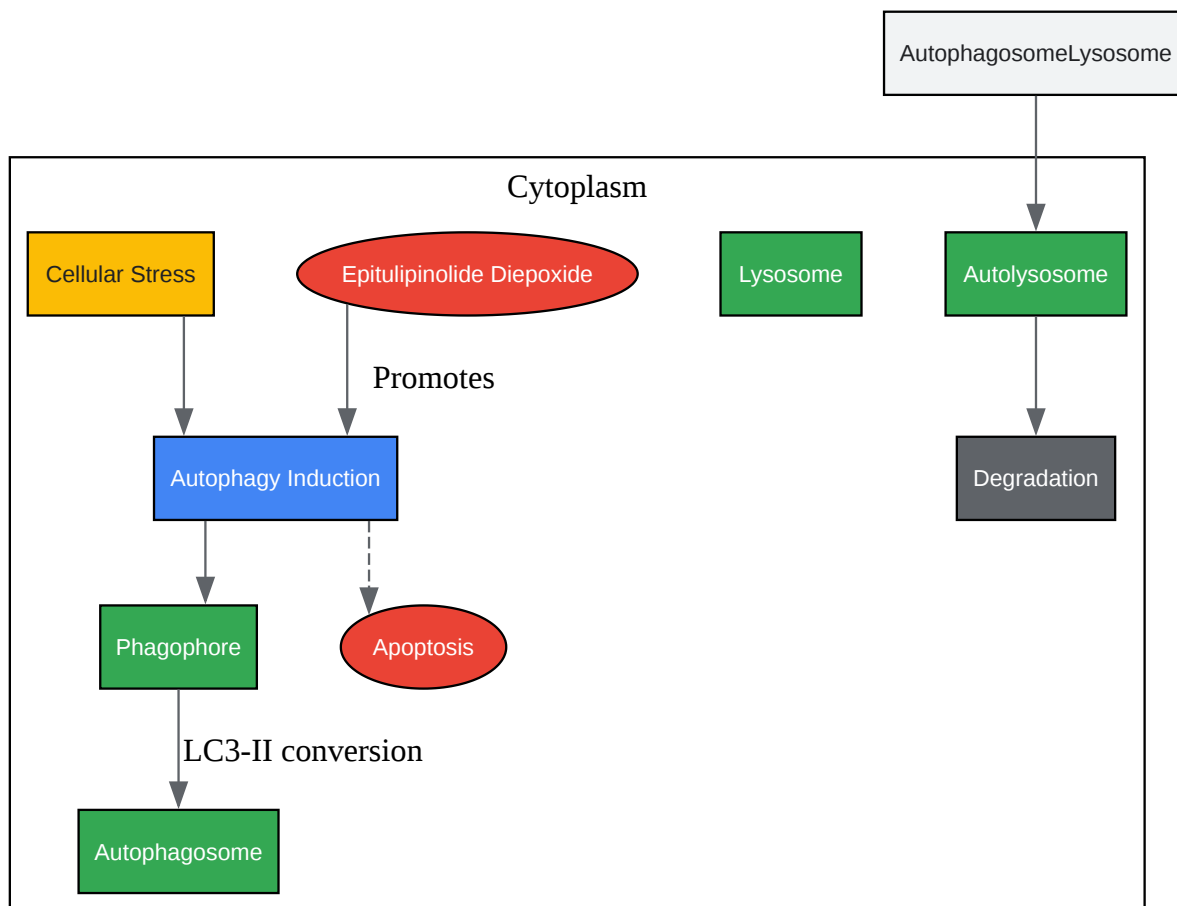 AutophagosomeLysosome
Cytoplasm
Cellular Stress
Epitulipinolide Diepoxide
Lysosome
Autolysosome
Promotes
Autophagy Induction
Degradation
Phagophore
Apoptosis
LC3-II conversion
Autophagosome